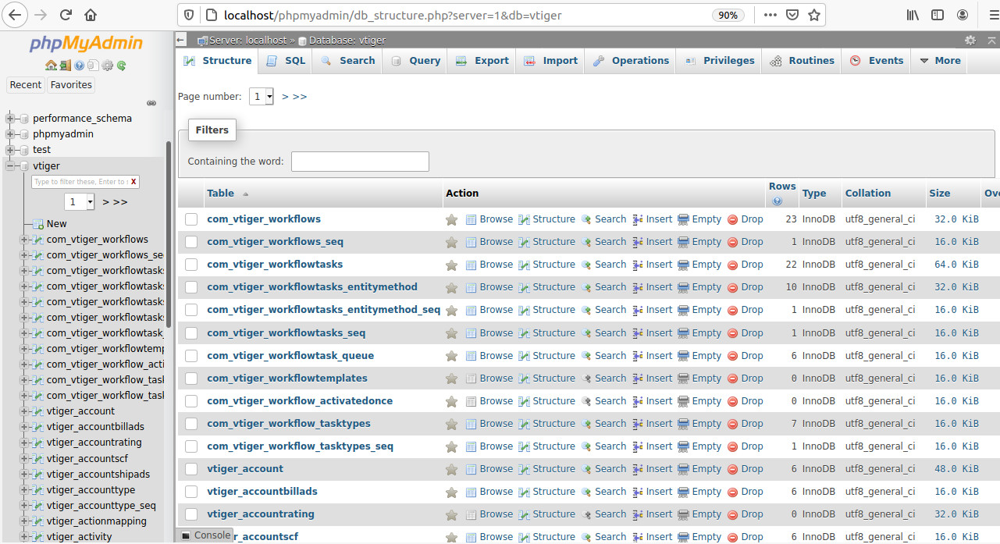 localhost/phpmyadmin/db_structure.php?server=1&db=vtiger 90%
phpMyAdmin
Recent Favorites
performance_schema
phpmyadmin
test
vtiger
Type to filter these, Enter to s X
1 > >>
New
com_vtiger_workflows
com_vtiger_workflows_se
com_vtiger_workflowtask
com_vtiger_workflowtask
com_vtiger_workflowtask
com_vtiger_workflowtask
com_vtiger_workflowtask_
com_vtiger_workflowtemp
com_vtiger_workflow_acti
com_vtiger_workflow_task
com_vtiger_workflow_task
vtiger_account
vtiger_accountbillads
vtiger_accountrating
vtiger_accountscf
vtiger_accountshipads
vtiger_accounttype
vtiger_accounttype_seq
vtiger_actionmapping
vtiger_activity
Server: localhost » Database: vtiger
Structure SQL Search Query Export Import Operations Privileges Routines Events More
Page number: 1 > >>
Filters
Containing the word:
Table Action Rows Type Collation Size Ove
com_vtiger_workflows Browse Structure Search Insert Empty Drop 23 InnoDB utf8_general_ci 32.0 KiB
com_vtiger_workflows_seq Browse Structure Search Insert Empty Drop 1 InnoDB utf8_general_ci 16.0 KiB
com_vtiger_workflowtasks Browse Structure Search Insert Empty Drop 22 InnoDB utf8_general_ci 64.0 KiB
com_vtiger_workflowtasks_entitymethod Browse Structure Search Insert Empty Drop 10 InnoDB utf8_general_ci 32.0 KiB
com_vtiger_workflowtasks_entitymethod_seq Browse Structure Search Insert Empty Drop 1 InnoDB utf8_general_ci 16.0 KiB
com_vtiger_workflowtasks_seq Browse Structure Search Insert Empty Drop 1 InnoDB utf8_general_ci 16.0 KiB
com_vtiger_workflowtask_queue Browse Structure Search Insert Empty Drop 6 InnoDB utf8_general_ci 16.0 KiB
com_vtiger_workflowtemplates Browse Structure Search Insert Empty Drop 0 InnoDB utf8_general_ci 16.0 KiB
com_vtiger_workflow_activatedonce Browse Structure Search Insert Empty Drop 0 InnoDB utf8_general_ci 16.0 KiB
com_vtiger_workflow_tasktypes Browse Structure Search Insert Empty Drop 7 InnoDB utf8_general_ci 16.0 KiB
com_vtiger_workflow_tasktypes_seq Browse Structure Search Insert Empty Drop 1 InnoDB utf8_general_ci 16.0 KiB
vtiger_account Browse Structure Search Insert Empty Drop 6 InnoDB utf8_general_ci 48.0 KiB
vtiger_accountbillads Browse Structure Search Insert Empty Drop 6 InnoDB utf8_general_ci 16.0 KiB
vtiger_accountrating Browse Structure Search Insert Empty Drop 0 InnoDB utf8_general_ci 32.0 KiB
r_accountscf Browse Structure Search Insert Empty Drop 6 InnoDB utf8_general_ci 16.0 KiB
Console